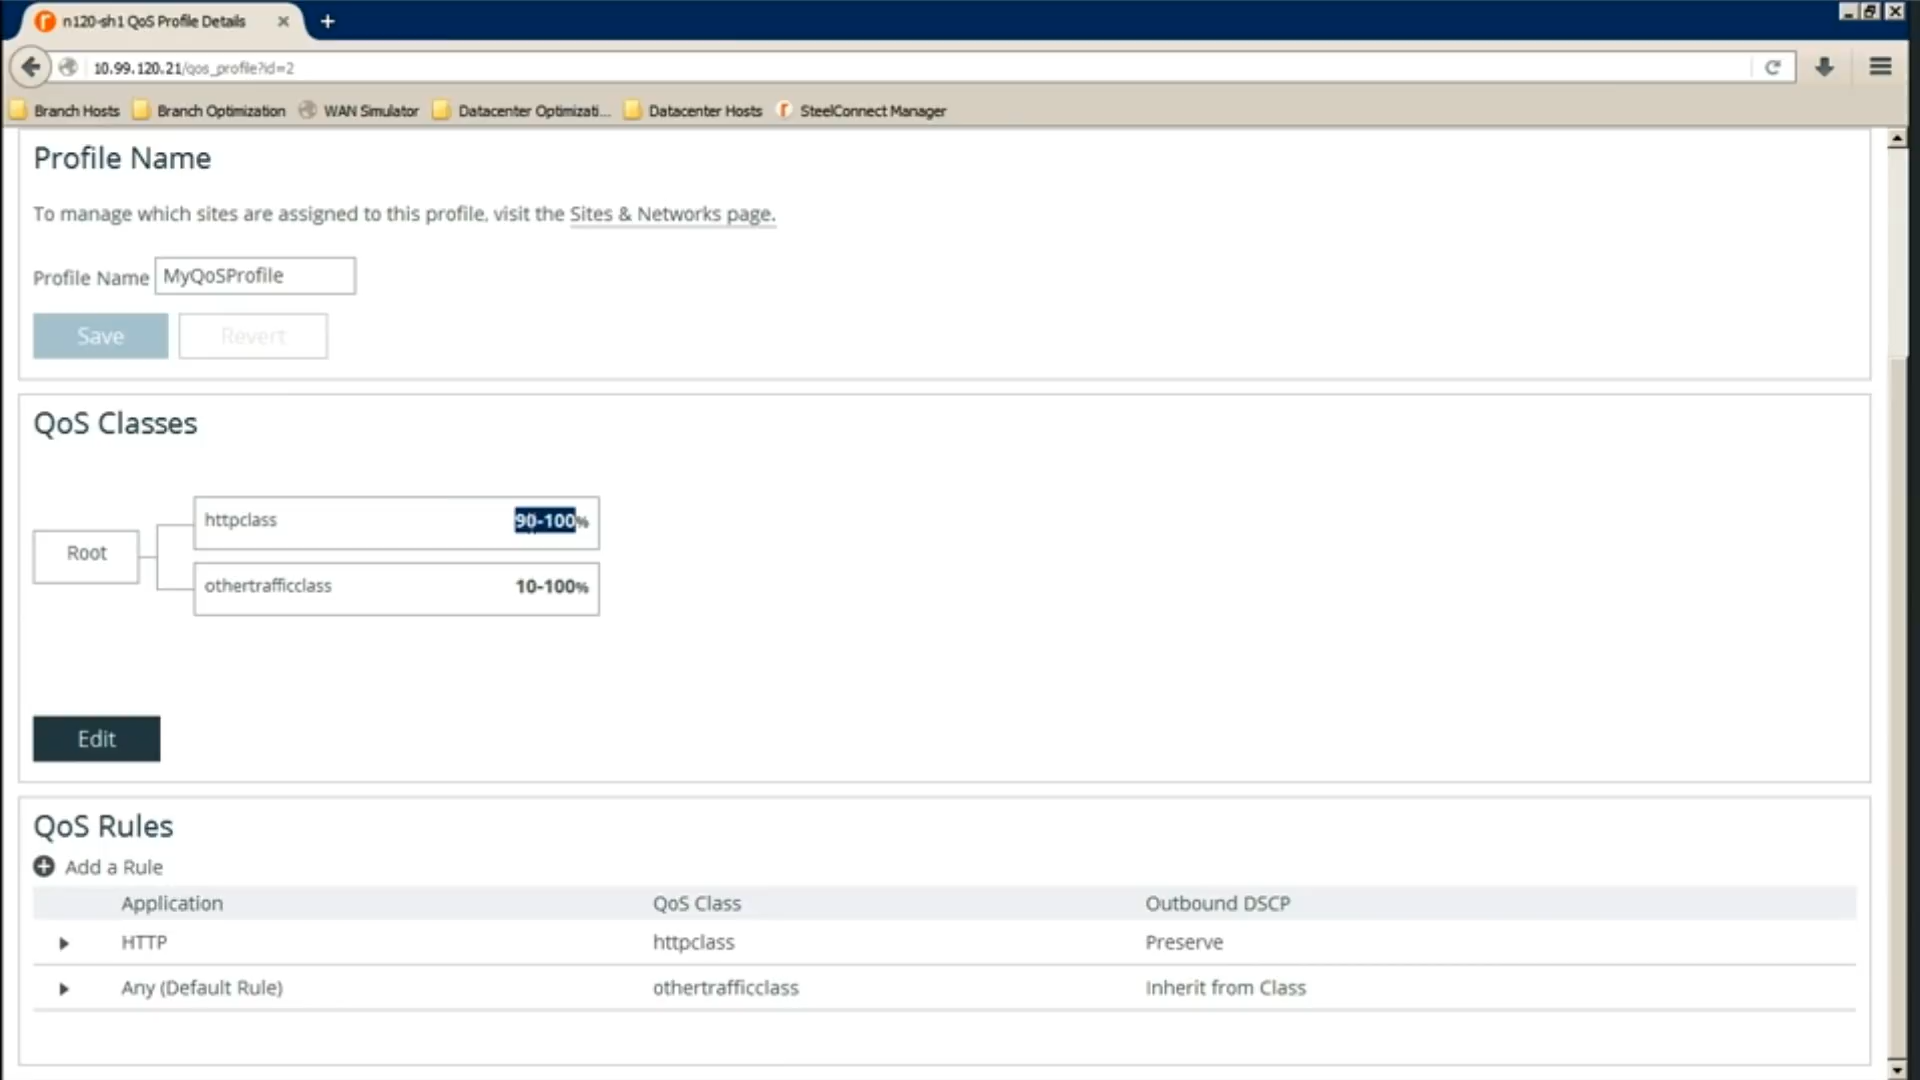 n120-sh1 QoS Profile Details
10.99.120.21/qos_profile?id=2
Branch Hosts Branch Optimization WAN Simulator Datacenter Optimizati... Datacenter Hosts SteelConnect Manager
Profile Name
To manage which sites are assigned to this profile, visit the Sites & Networks page.
Profile Name MyQoSProfile
Save Revert
QoS Classes
httpclass 90-100%
Root
othertrafficclass 10-100%
Edit
QoS Rules
Add a Rule
Application QoS Class Outbound DSCP
HTTP httpclass Preserve
Any (Default Rule) othertrafficclass Inherit from Class